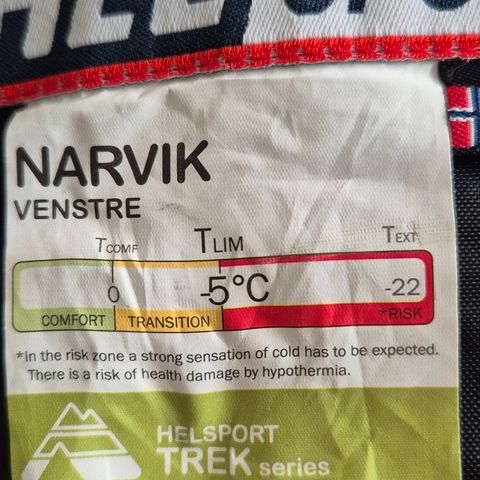 NARVIK
VENSTRE
TCOMF TLIM TEXT
0 -5°C -22
COMFORT TRANSITION *RISK
*In the risk zone a strong sensation of cold has to be expected.
There is a risk of health damage by hypothermia.
HELSPORT
TREK series